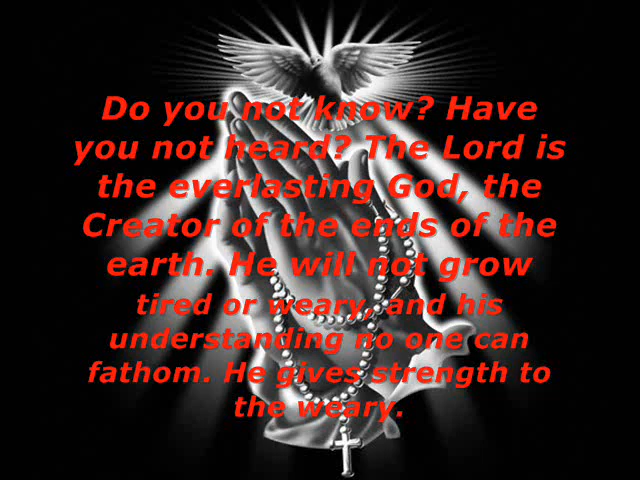 Do you not know? Have
you not heard? The Lord is
the everlasting God, the
Creator of the ends of the
earth. He will not grow
tired or weary, and his
understanding no one can
fathom. He gives strength to
the weary.